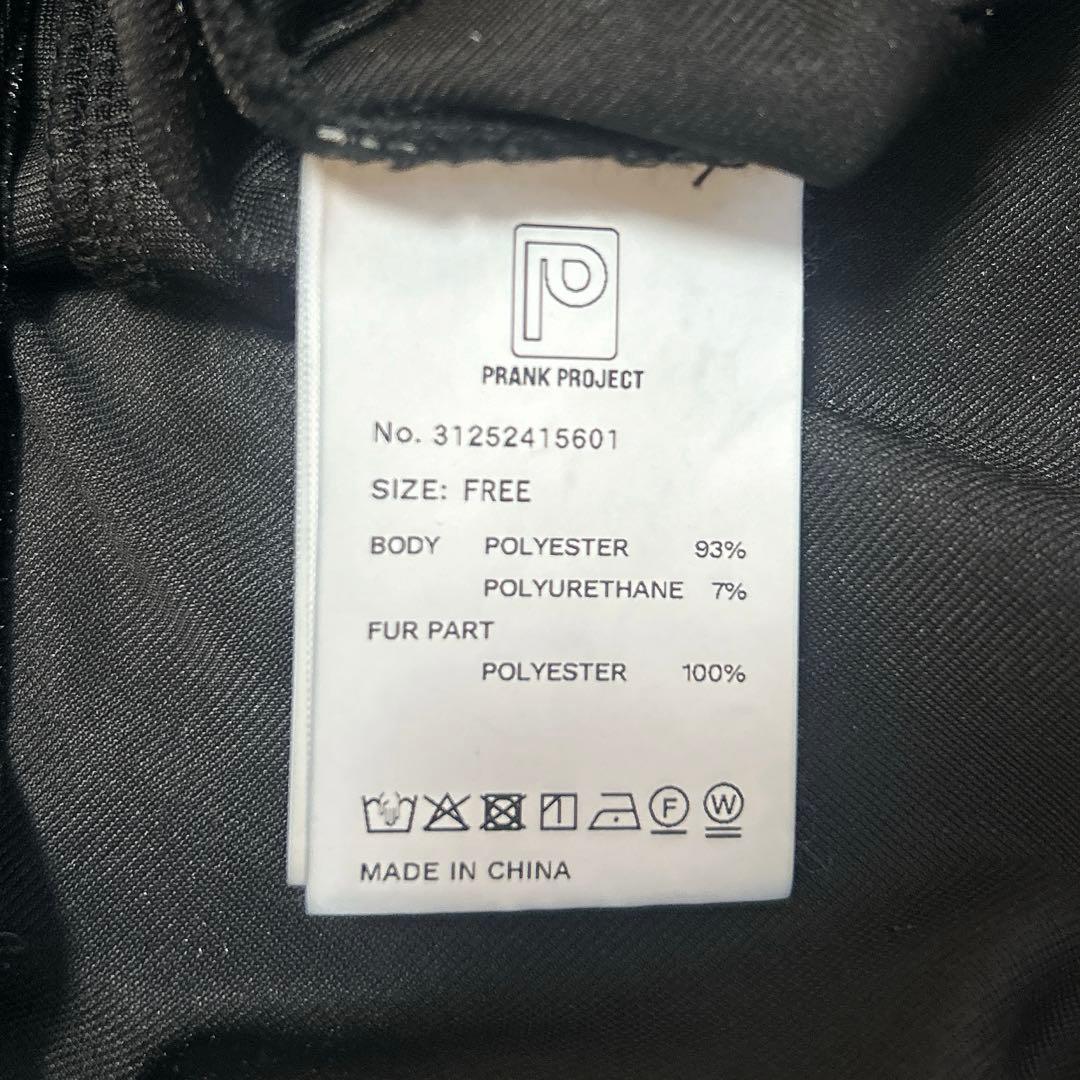 PRANK PROJECT
No. 31252415601
SIZE: FREE
BODY POLYESTER 93%
POLYURETHANE 7%
FUR PART
POLYESTER 100%
F W
MADE IN CHINA